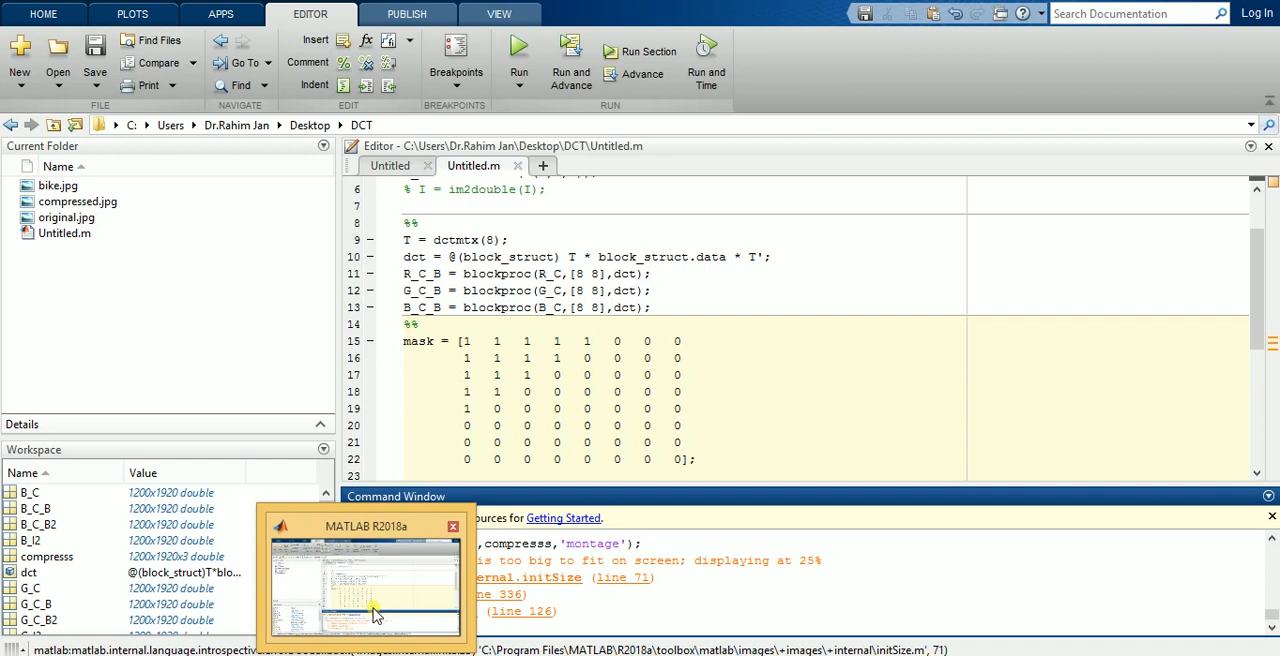 HOME PLOTS APPS EDITOR PUBLISH VIEW Search Documentation Log In
New Open Save Find Files Compare Print
Go To Find
Insert fx
Comment
Indent
Breakpoints
Run Run and Advance Run Section Advance Run and Time
FILE NAVIGATE EDIT BREAKPOINTS RUN
C: Users Dr.Rahim Jan Desktop DCT
Current Folder
Name
bike.jpg
compressed.jpg
original.jpg
Untitled.m
Details
Workspace
Name Value
B_C 1200x1920 double
B_C_B 1200x1920 double
B_C_B2 1200x1920 double
B_I2 1200x1920 double
compresss 1200x1920x3 double
dct @(block_struct)T*blo...
G_C 1200x1920 double
G_C_B 1200x1920 double
G_C_B2 1200x1920 double
Editor - C:\Users\Dr.Rahim Jan\Desktop\DCT\Untitled.m
Untitled Untitled.m
6 % I = im2double(I);
7
8 %%
9 T = dctmtx(8);
10 dct = @(block_struct) T * block_struct.data * T';
11 R_C_B = blockproc(R_C,[8 8],dct);
12 G_C_B = blockproc(G_C,[8 8],dct);
13 B_C_B = blockproc(B_C,[8 8],dct);
14 %%
15 mask = [1 1 1 1 1 0 0 0
16 1 1 1 1 0 0 0 0
17 1 1 1 0 0 0 0 0
18 1 1 0 0 0 0 0 0
19 1 0 0 0 0 0 0 0
20 0 0 0 0 0 0 0 0
21 0 0 0 0 0 0 0 0
22 0 0 0 0 0 0 0 0];
23
Command Window
ources for Getting Started.
,compresss,'montage');
is too big to fit on screen; displaying at 25%
ternal.initSize (line 71)
336)
(line 126)
MATLAB R2018a
'C:\Program Files\MATLAB\R2018a\toolbox\matlab\images\+images\+internal\initSize.m', 71)